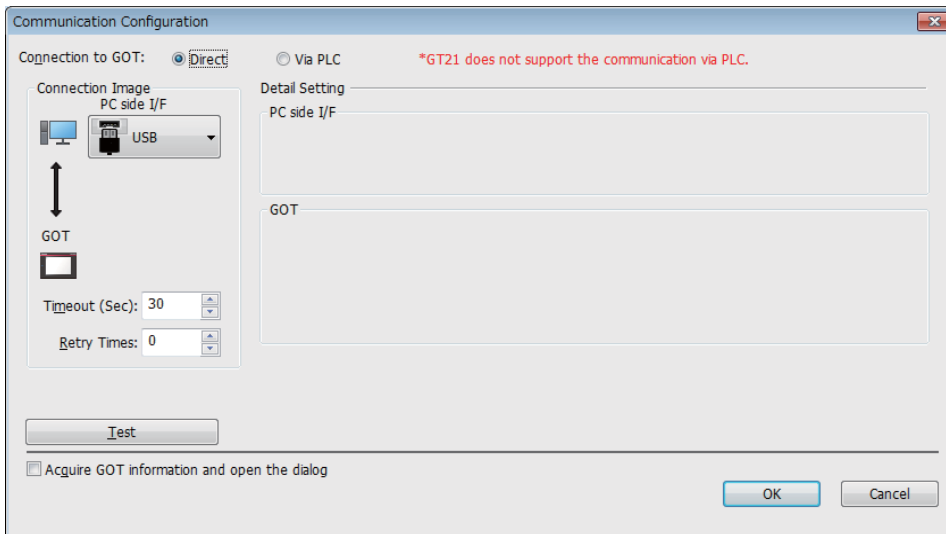 Communication Configuration
Connection to GOT: Direct Via PLC *GT21 does not support the communication via PLC.
Connection Image
PC side I/F
USB
GOT
Timeout (Sec): 30
Retry Times: 0
Detail Setting
PC side I/F
GOT
Test
Acquire GOT information and open the dialog
OK Cancel